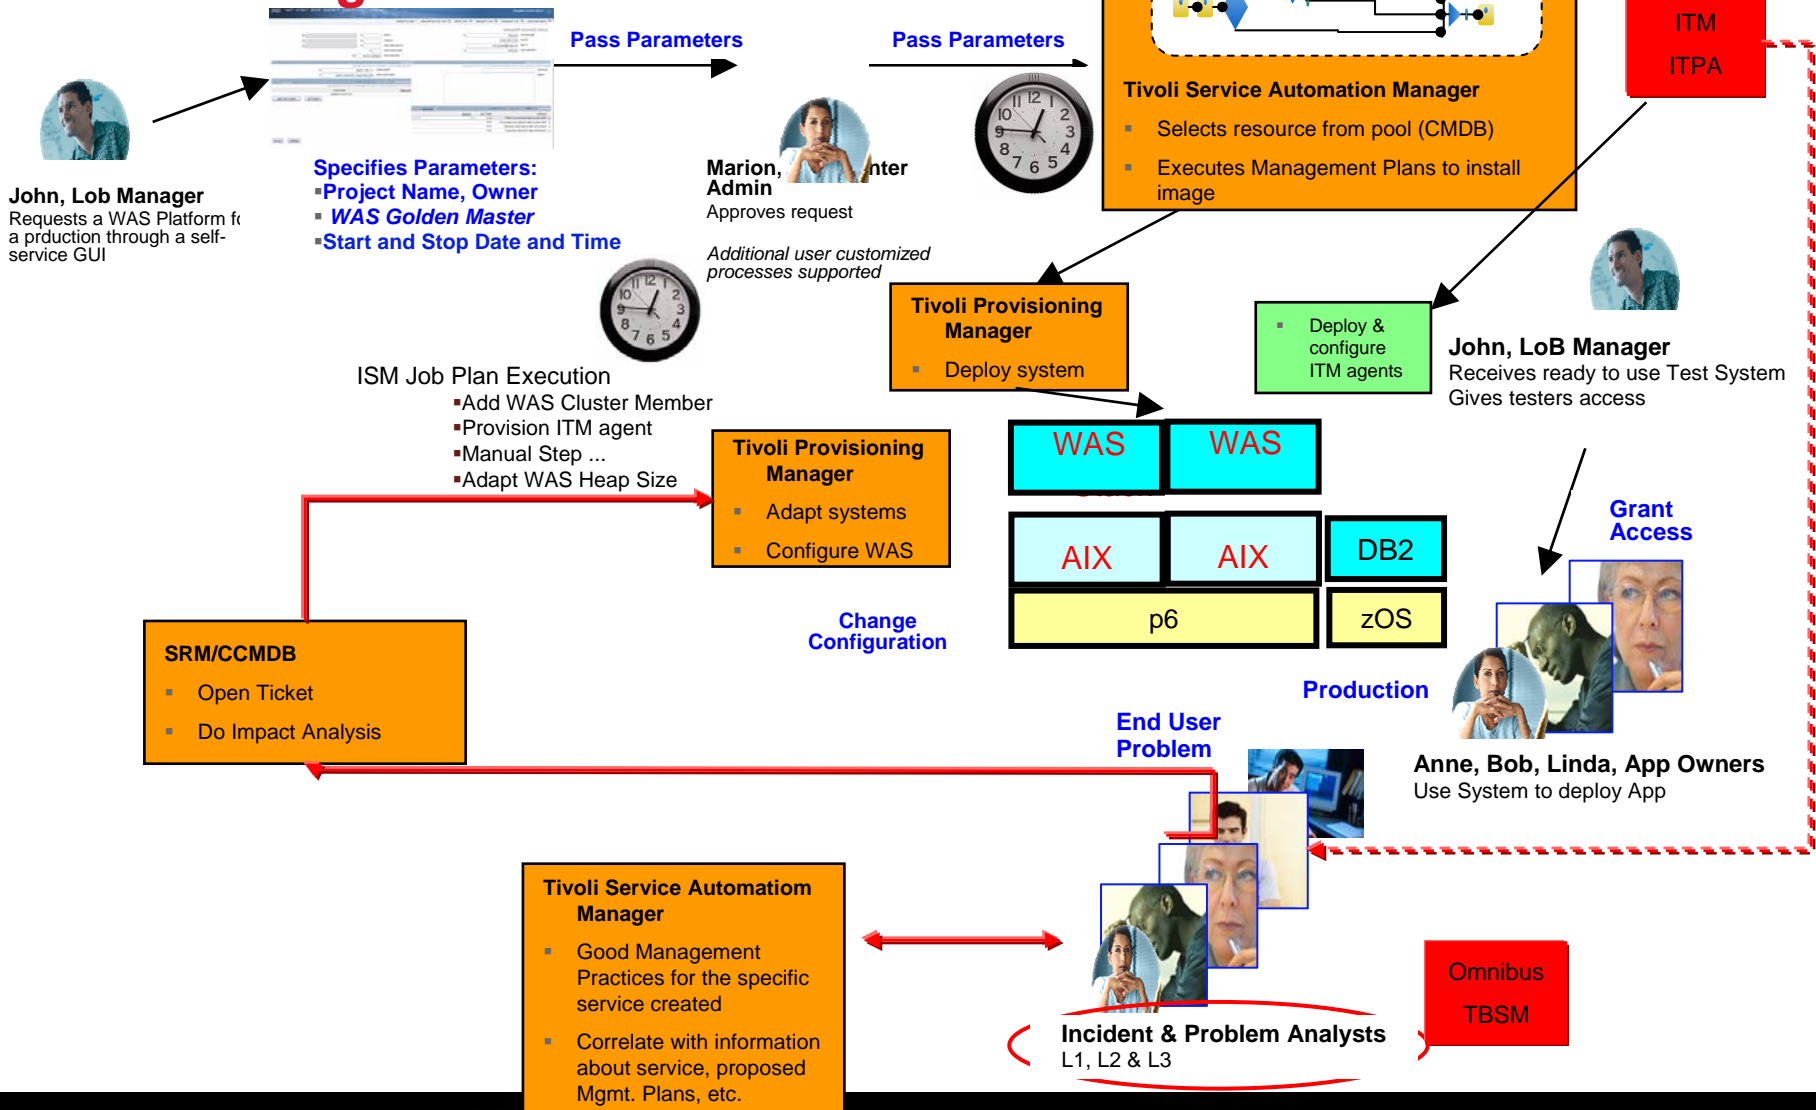 Pass Parameters
Pass Parameters
ITM
ITPA
Tivoli Service Automation Manager
Selects resource from pool (CMDB)
Executes Management Plans to install
image
John, Lob Manager
Requests a WAS Platform fo
a prduction through a self-
service GUI
Specifies Parameters:
Project Name, Owner
WAS Golden Master
Start and Stop Date and Time
Marion, nter
Admin
Approves request
Additional user customized
processes supported
Tivoli Provisioning
Manager
Deploy system
Deploy &
configure
ITM agents
John, LoB Manager
Receives ready to use Test System
Gives testers access
ISM Job Plan Execution
Add WAS Cluster Member
Provision ITM agent
Manual Step ...
Adapt WAS Heap Size
Tivoli Provisioning
Manager
Adapt systems
Configure WAS
WAS WAS
AIX AIX DB2
p6 zOS
Grant
Access
Change
Configuration
SRM/CCMDB
Open Ticket
Do Impact Analysis
Production
End User
Problem
Anne, Bob, Linda, App Owners
Use System to deploy App
Tivoli Service Automatiom
Manager
Good Management
Practices for the specific
service created
Correlate with information
about service, proposed
Mgmt. Plans, etc.
Incident & Problem Analysts
L1, L2 & L3
Omnibus
TBSM